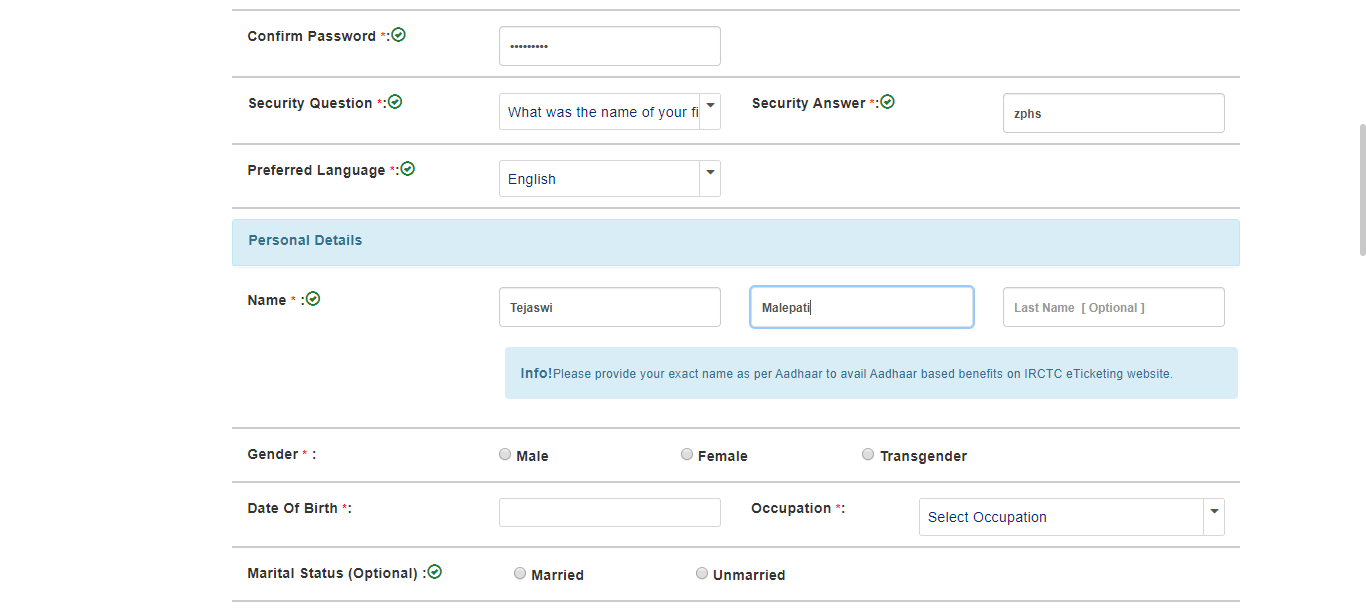 Confirm Password *: •••••••••
Security Question *: What was the name of your fi Security Answer *: zphs
Preferred Language *: English
Personal Details
Name * : Tejaswi Malepati Last Name [ Optional ]
Info!Please provide your exact name as per Aadhaar to avail Aadhaar based benefits on IRCTC eTicketing website.
Gender * : Male Female Transgender
Date Of Birth *: Occupation *: Select Occupation
Marital Status (Optional) : Married Unmarried